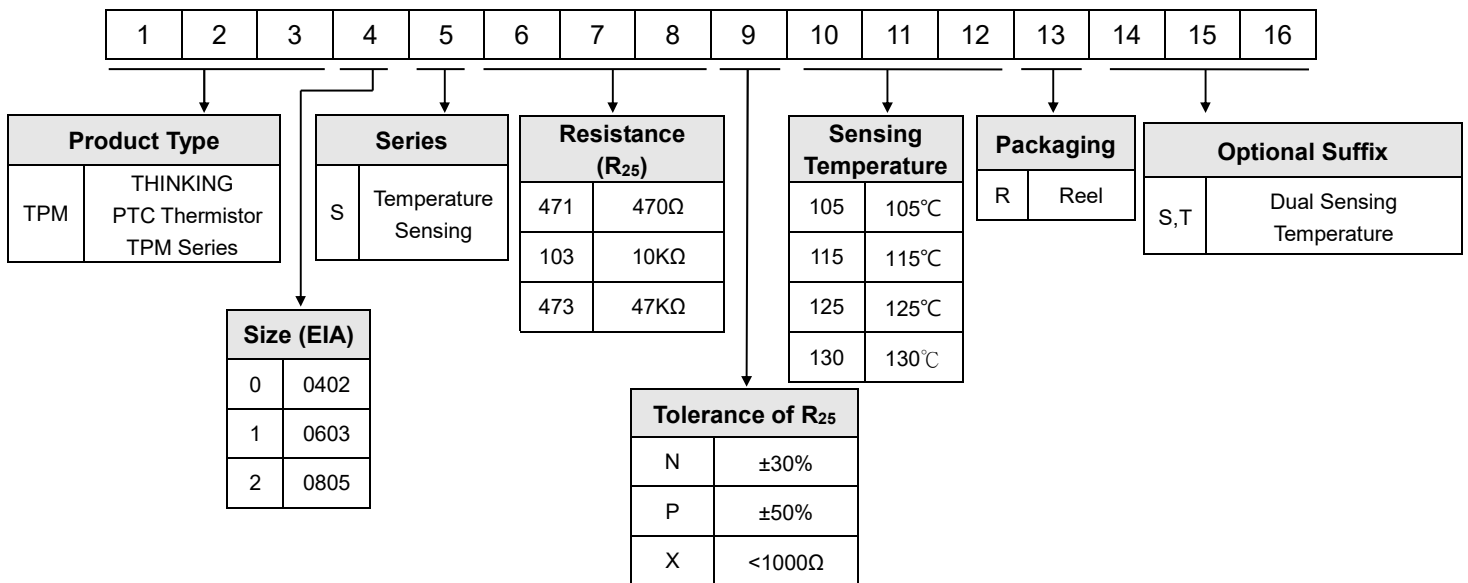 1 2 3 4 5 6 7 8 9 10 11 12 13 14 15 16
Product Type
TPM
THINKING
PTC Thermistor
TPM Series
Size (EIA)
0 0402
1 0603
2 0805
Series
S
Temperature
Sensing
Resistance
(R25)
471 470Ω
103 10KΩ
473 47KΩ
Tolerance of R25
N ±30%
P ±50%
X <1000Ω
Sensing
Temperature
105 105℃
115 115℃
125 125℃
130 130℃
Packaging
R Reel
Optional Suffix
S,T
Dual Sensing
Temperature